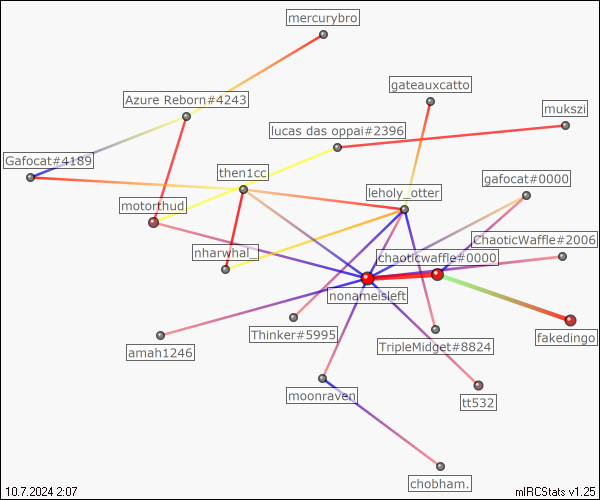 mercurybro
gateauxcatto
Azure Reborn#4243
mukszi
lucas das oppai#2396
Gafocat#4189
then1cc
gafocat#0000
leholy_otter
motorthud
ChaoticWaffle#2006
nharwhal_
chaoticwaffle#0000
nonameisleft
Thinker#5995
fakedingo
TripleMidget#8824
amah1246
moonraven
tt532
chobham.
10.7.2024 2:07
mIRCStats v1.25